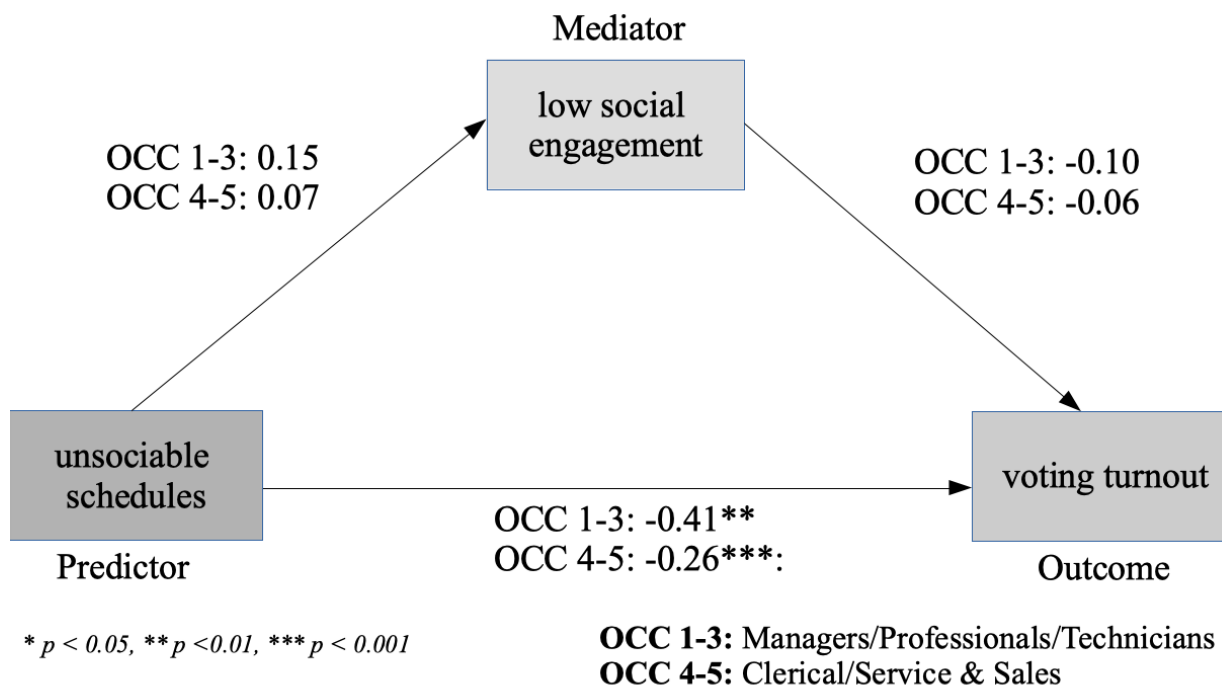 Mediator
low social
engagement
OCC 1-3: 0.15
OCC 4-5: 0.07
OCC 1-3: -0.10
OCC 4-5: -0.06
unsociable
schedules
voting turnout
OCC 1-3: -0.41**
OCC 4-5: -0.26***:
Predictor
Outcome
* p < 0.05, ** p <0.01, *** p < 0.001
OCC 1-3: Managers/Professionals/Technicians
OCC 4-5: Clerical/Service & Sales